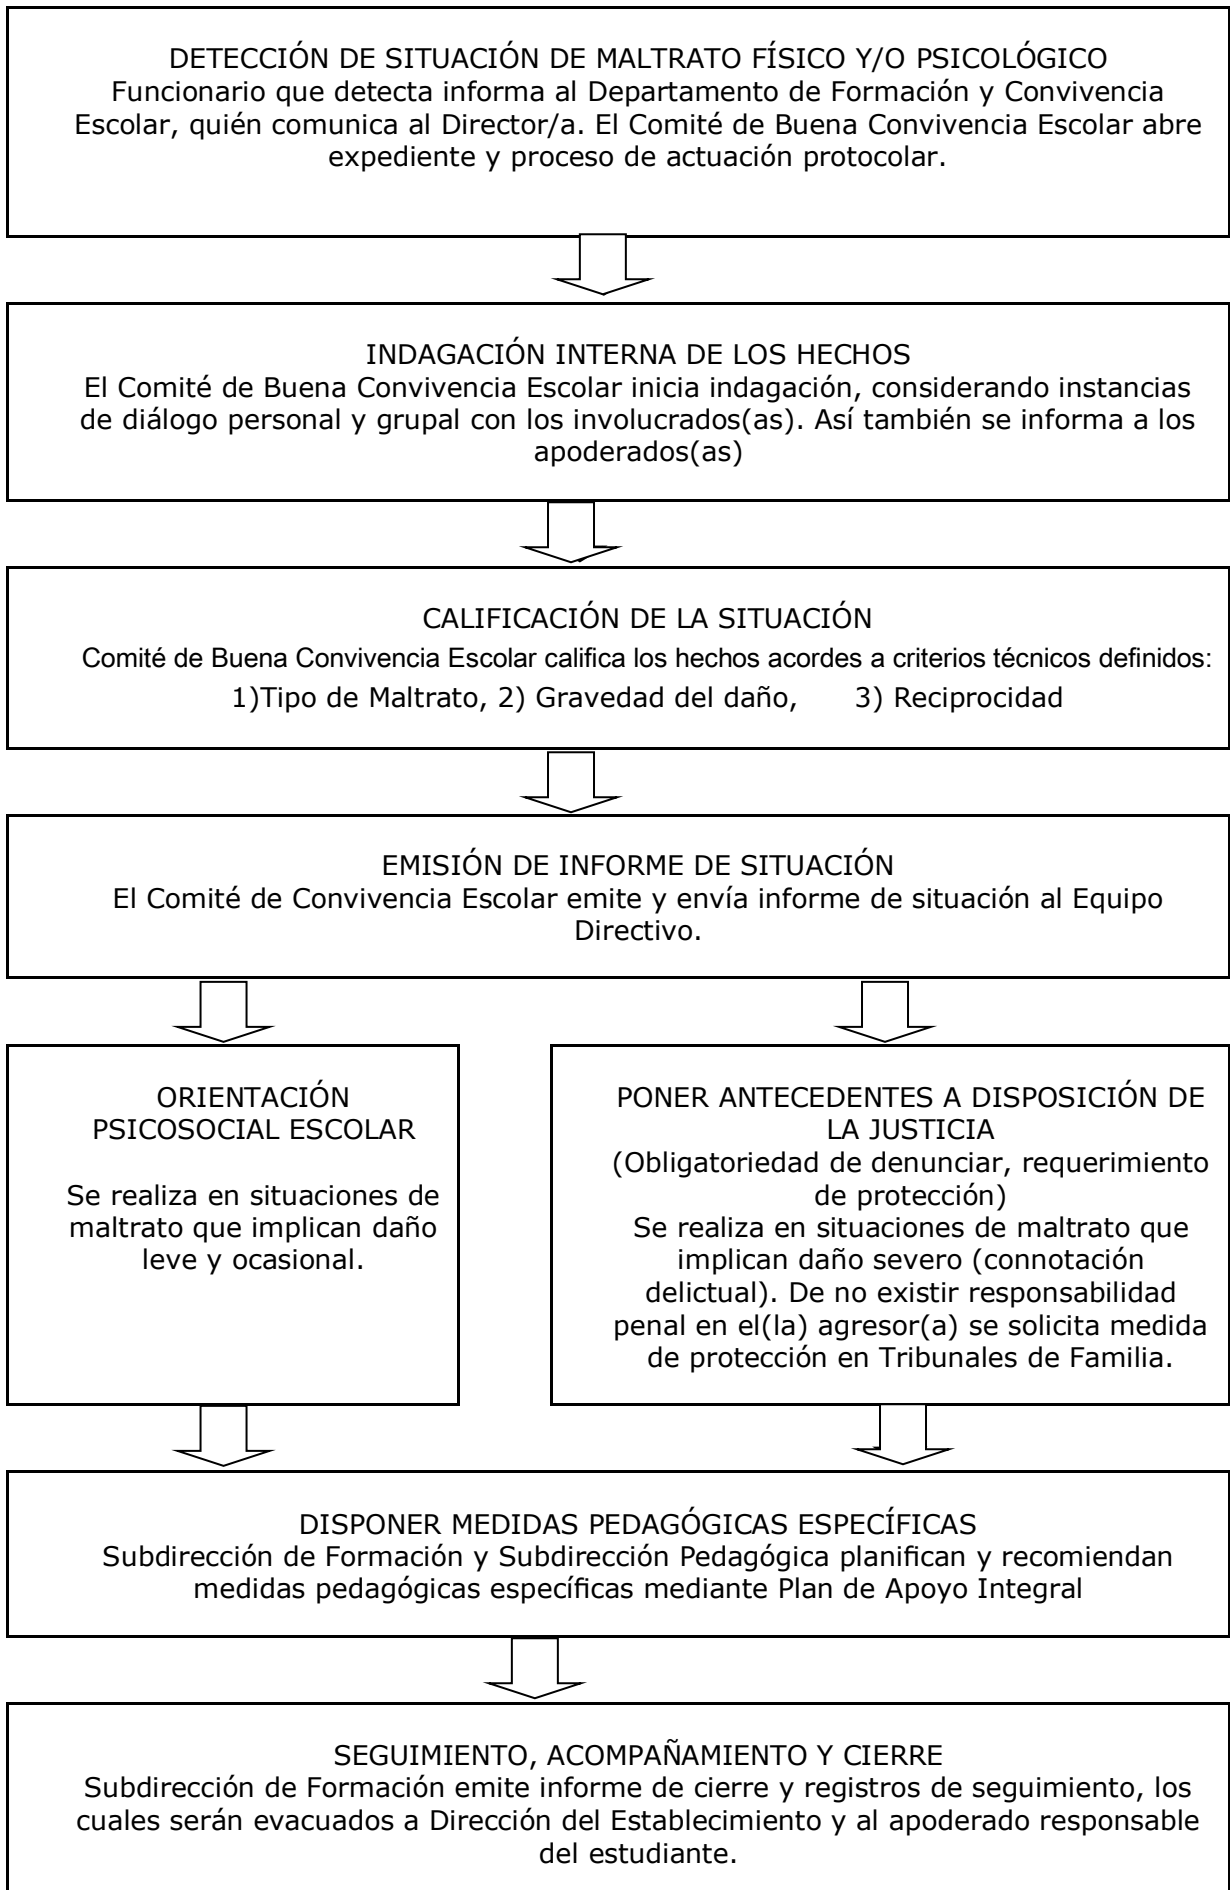 DETECCIÓN DE SITUACIÓN DE MALTRATO FÍSICO Y/O PSICOLÓGICO
Funcionario que detecta informa al Departamento de Formación y Convivencia
Escolar, quién comunica al Director/a. El Comité de Buena Convivencia Escolar abre
expediente y proceso de actuación protocolar.
INDAGACIÓN INTERNA DE LOS HECHOS
El Comité de Buena Convivencia Escolar inicia indagación, considerando instancias
de diálogo personal y grupal con los involucrados(as). Así también se informa a los
apoderados(as)
CALIFICACIÓN DE LA SITUACIÓN
Comité de Buena Convivencia Escolar califica los hechos acordes a criterios técnicos definidos:
1)Tipo de Maltrato, 2) Gravedad del daño, 3) Reciprocidad
EMISIÓN DE INFORME DE SITUACIÓN
El Comité de Convivencia Escolar emite y envía informe de situación al Equipo
Directivo.
ORIENTACIÓN
PSICOSOCIAL ESCOLAR
Se realiza en situaciones de
maltrato que implican daño
leve y ocasional.
PONER ANTECEDENTES A DISPOSICIÓN DE
LA JUSTICIA
(Obligatoriedad de denunciar, requerimiento
de protección)
Se realiza en situaciones de maltrato que
implican daño severo (connotación
delictual). De no existir responsabilidad
penal en el(la) agresor(a) se solicita medida
de protección en Tribunales de Familia.
DISPONER MEDIDAS PEDAGÓGICAS ESPECÍFICAS
Subdirección de Formación y Subdirección Pedagógica planifican y recomiendan
medidas pedagógicas específicas mediante Plan de Apoyo Integral
SEGUIMIENTO, ACOMPAÑAMIENTO Y CIERRE
Subdirección de Formación emite informe de cierre y registros de seguimiento, los
cuales serán evacuados a Dirección del Establecimiento y al apoderado responsable
del estudiante.